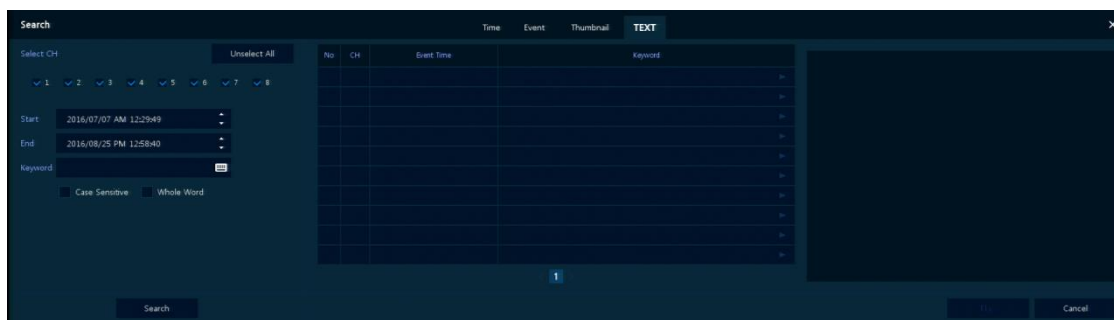 Search
Time Event Thumbnail TEXT
Select CH
Unselect All
1 2 3 4 5 6 7 8
Start 2016/07/07 AM 12:29:49
End 2016/08/25 PM 12:58:40
Keyword
Case Sensitive Whole Word
No CH Event Time Keyword
1
Search
Cancel